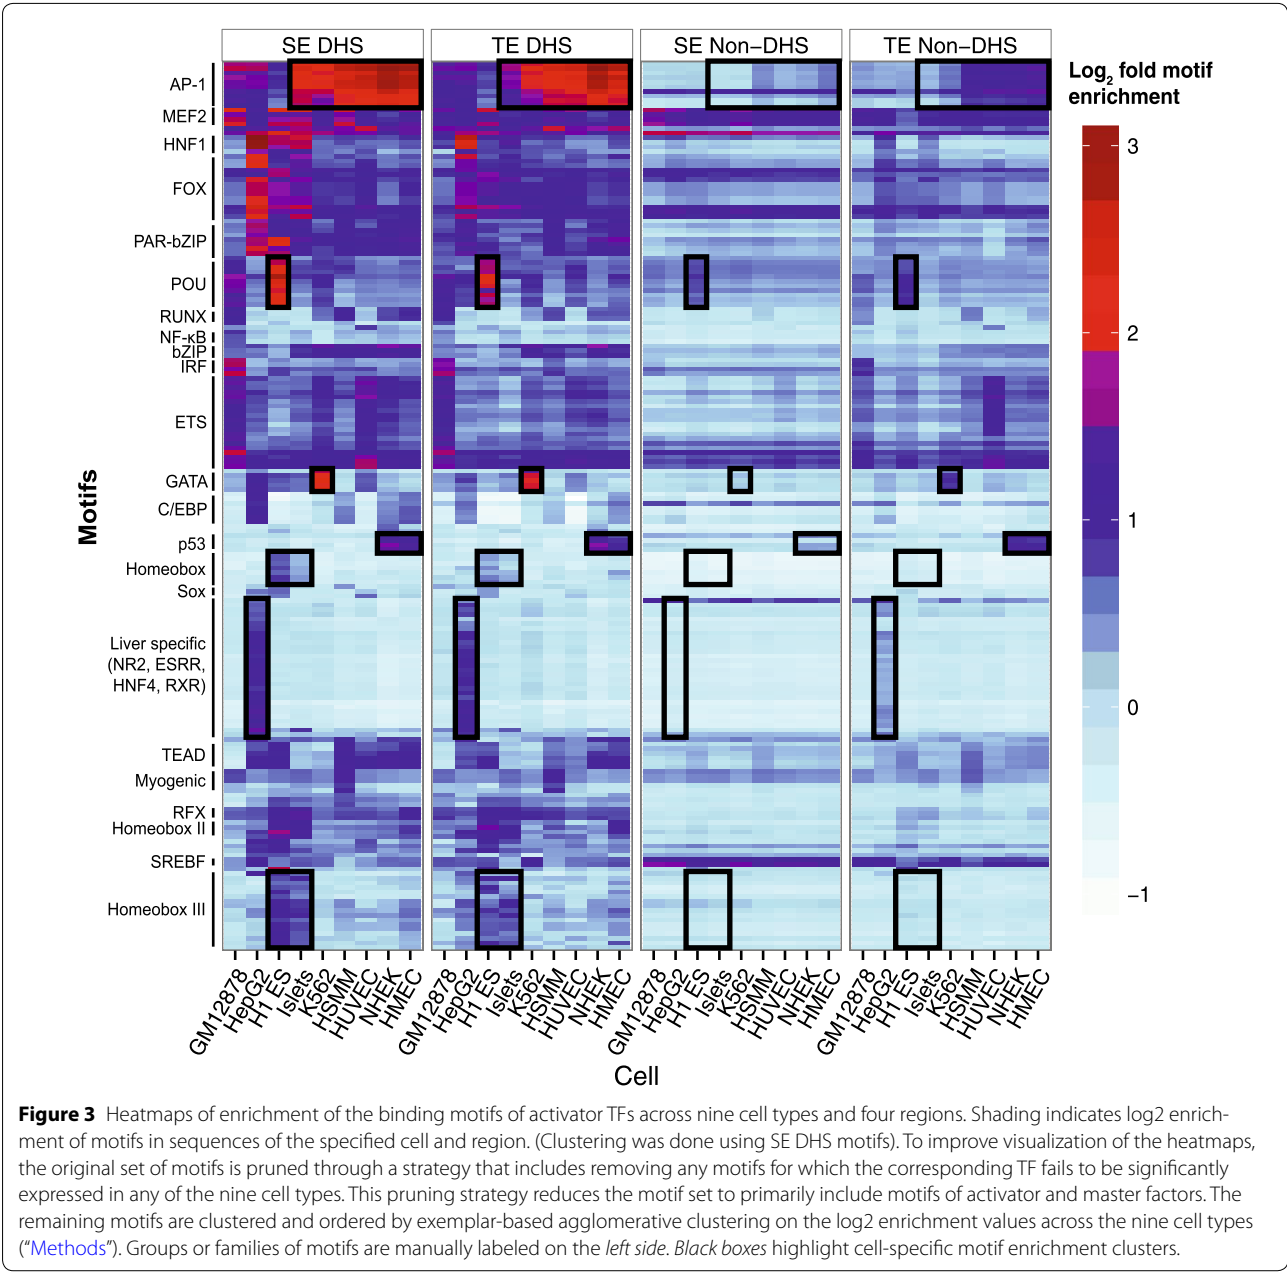 SE DHS
TE DHS
SE Non−DHS
TE Non−DHS
Log2 fold motif
enrichment
3
2
1
0
−1
Motifs
AP-1
MEF2
HNF1
FOX
PAR-bZIP
POU
RUNX
NF-κB
bZIP
IRF
ETS
GATA
C/EBP
p53
Homeobox
Sox
Liver specific
(NR2, ESRR,
HNF4, RXR)
TEAD
Myogenic
RFX
Homeobox II
SREBF
Homeobox III
GM12878
HepG2
H1 ES
Islets
K562
HSMM
HUVEC
NHEK
HMEC
GM12878
HepG2
H1 ES
Islets
K562
HSMM
HUVEC
NHEK
HMEC
GM12878
HepG2
H1 ES
Islets
K562
HSMM
HUVEC
NHEK
HMEC
GM12878
HepG2
H1 ES
Islets
K562
HSMM
HUVEC
NHEK
HMEC
Cell
Figure 3 Heatmaps of enrichment of the binding motifs of activator TFs across nine cell types and four regions. Shading indicates log2 enrich-
ment of motifs in sequences of the specified cell and region. (Clustering was done using SE DHS motifs). To improve visualization of the heatmaps,
the original set of motifs is pruned through a strategy that includes removing any motifs for which the corresponding TF fails to be significantly
expressed in any of the nine cell types. This pruning strategy reduces the motif set to primarily include motifs of activator and master factors. The
remaining motifs are clustered and ordered by exemplar-based agglomerative clustering on the log2 enrichment values across the nine cell types
(“Methods”). Groups or families of motifs are manually labeled on the left side. Black boxes highlight cell-specific motif enrichment clusters.